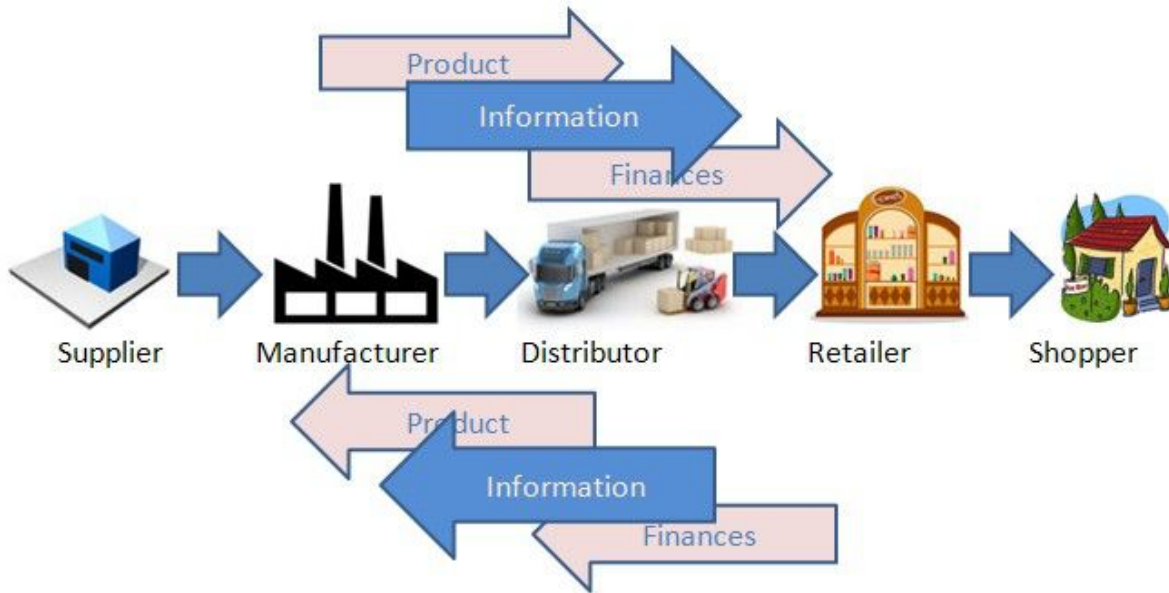 Product
Information
Finances
Supplier
Manufacturer
Distributor
Retailer
Shopper
Product
Information
Finances